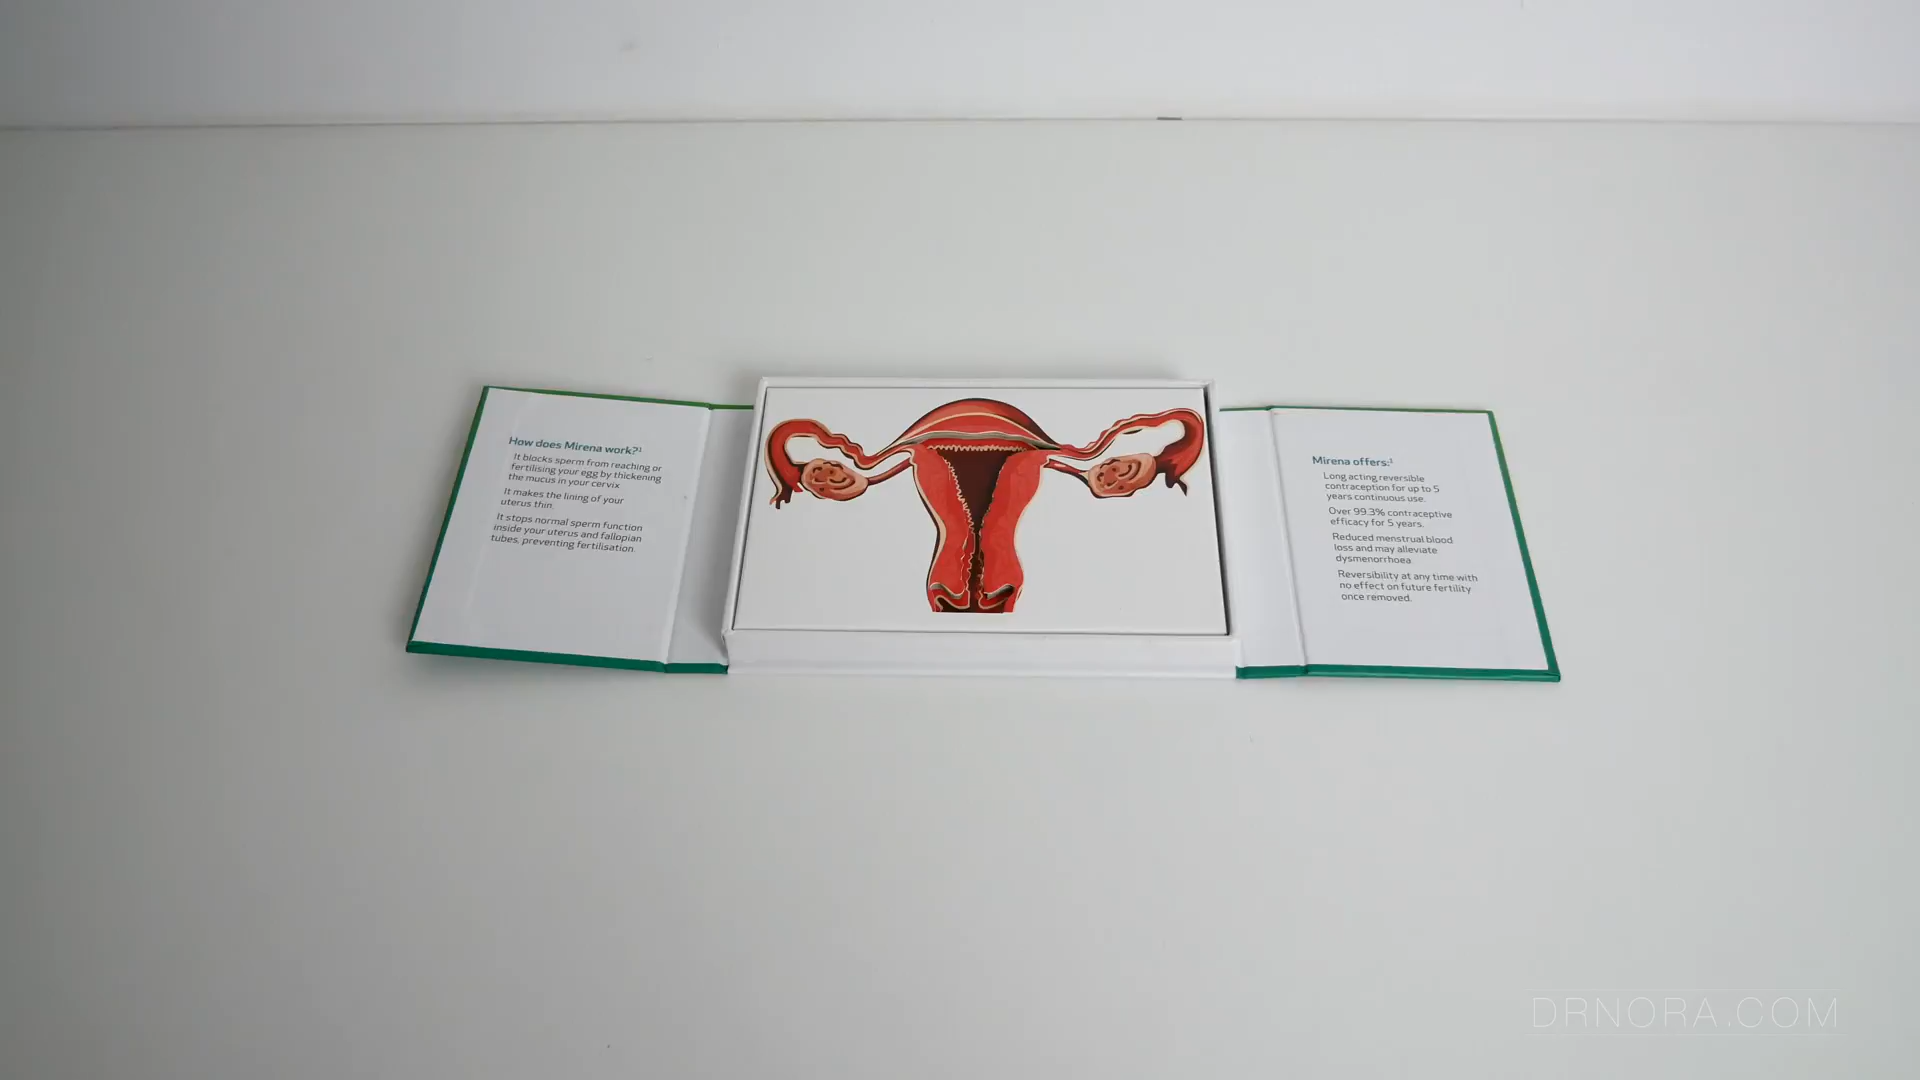 How does Mirena work?¹
It blocks sperm from reaching or
fertilising your egg by thickening
the mucus in your cervix
It makes the lining of your
uterus thin.
It stops normal sperm function
inside your uterus and fallopian
tubes, preventing fertilisation.
Mirena offers:¹
Long acting reversible
contraception for up to 5
years continuous use.
Over 99.3% contraceptive
efficacy for 5 years.
Reduced menstrual blood
loss and may alleviate
dysmenorrhoea
Reversibility at any time with
no effect on future fertility
once removed.
DRNORA.COM